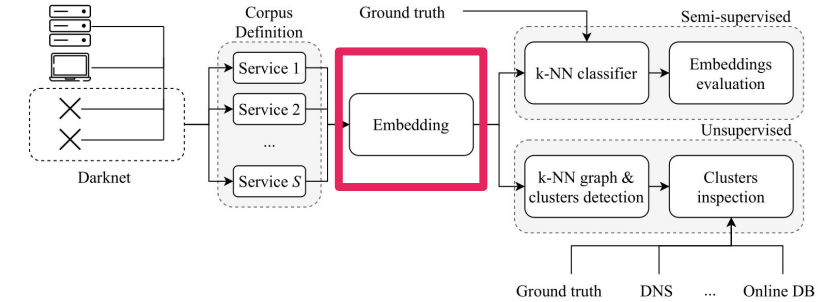 Corpus
Definition
Ground truth
Semi-supervised
Service 1
Service 2
...
Service S
Embedding
k-NN classifier
Embeddings
evaluation
Unsupervised
Darknet
k-NN graph &
clusters detection
Clusters
inspection
Ground truth
DNS
...
Online DB